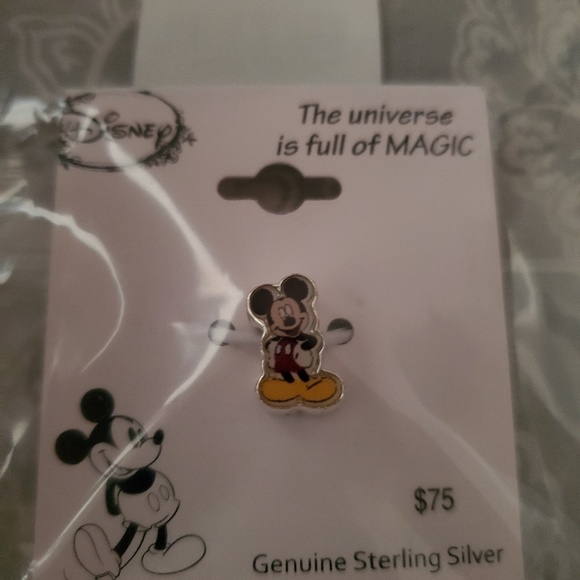 Disney
The universe
is full of MAGIC
$75
Genuine Sterling Silver